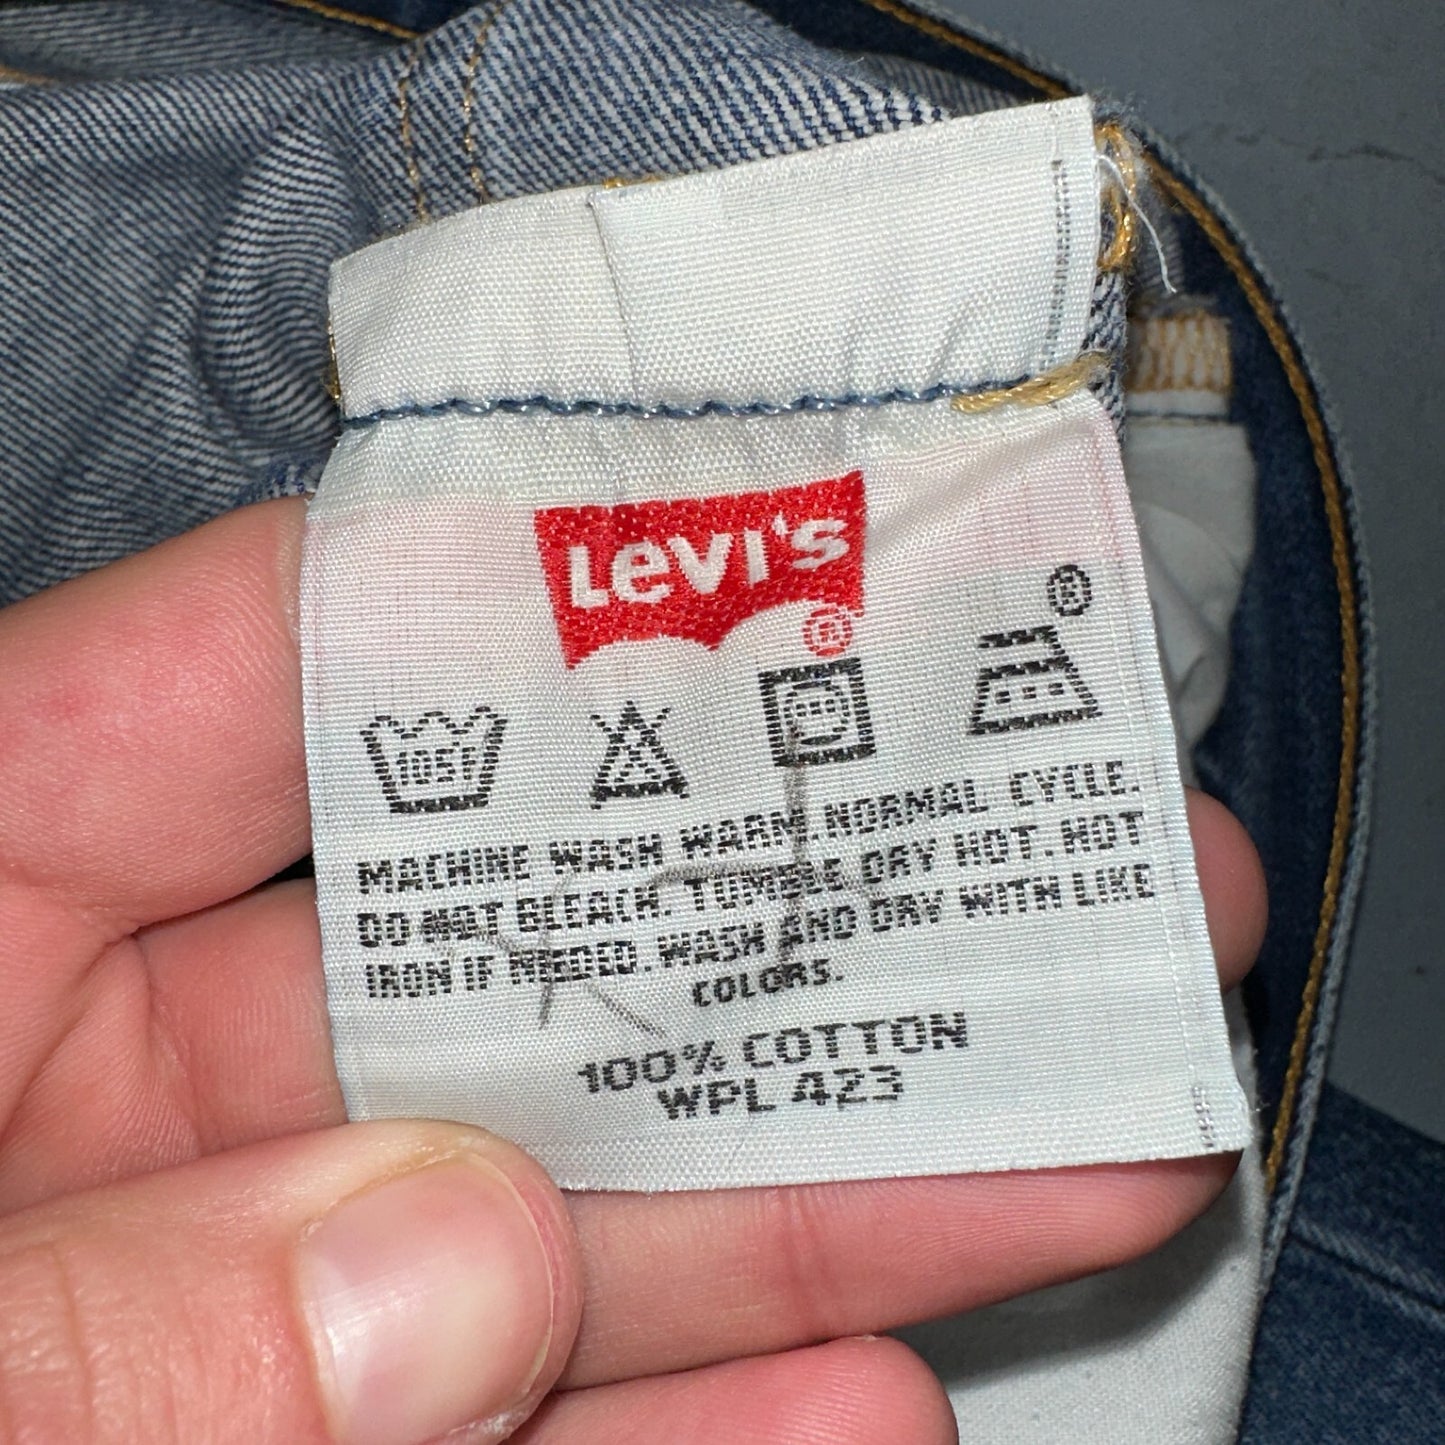 Levi's
®
®
105F
MACHINE WASH WARM. NORMAL CYCLE.
DO NOT BLEACH. TUMBLE DRY HOT. HOT
IRON IF NEEDED. WASH AND DRY WITH LIKE
COLORS.
100% COTTON
WPL 423